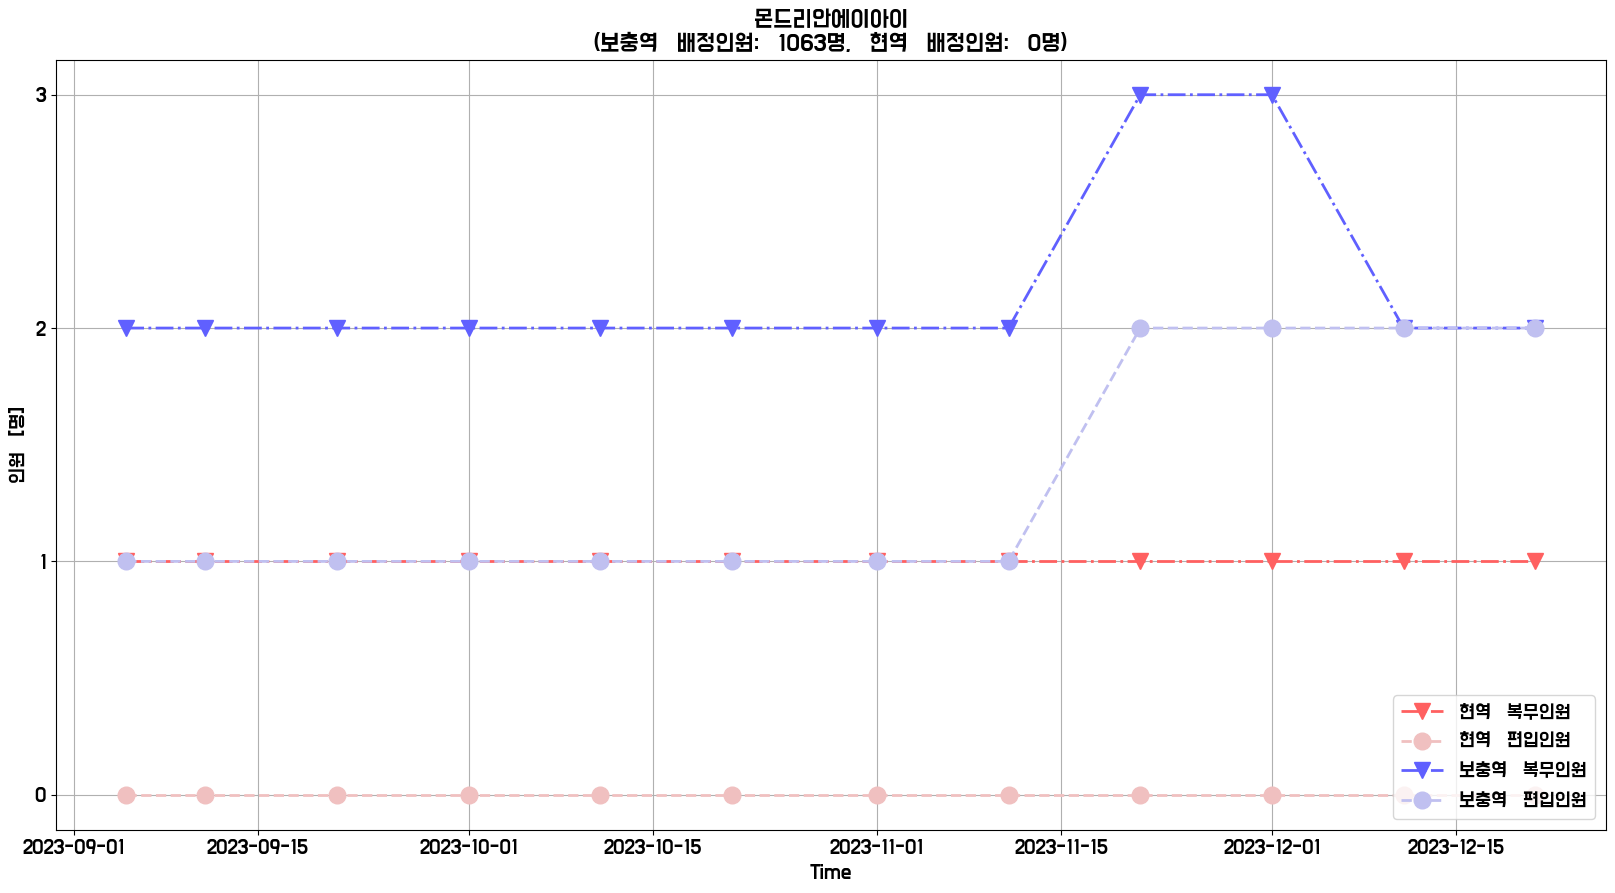 몬드리안에이아이
(보충역 배정인원: 1063명, 현역 배정인원: 0명)
3
2
1
0
인원 [명]
2023-09-01 2023-09-15 2023-10-01 2023-10-15 2023-11-01 2023-11-15 2023-12-01 2023-12-15
Time
현역 복무인원
현역 편입인원
보충역 복무인원
보충역 편입인원